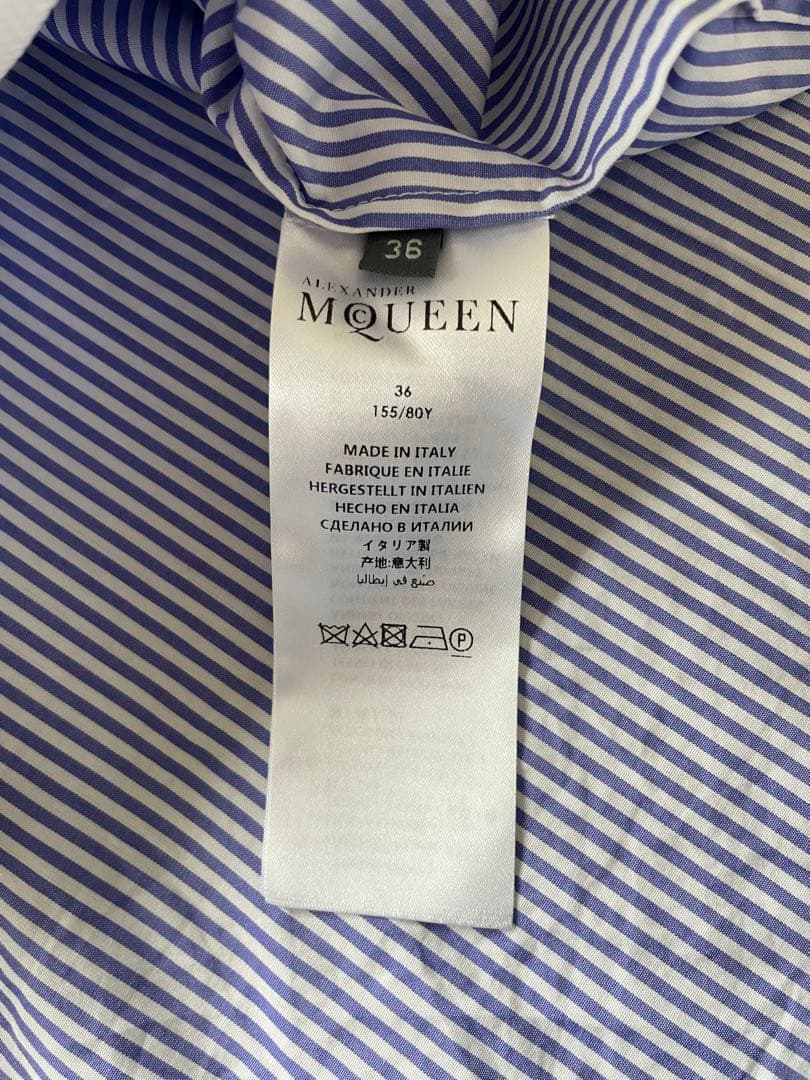 36
ALEXANDER
McQUEEN
36
155/80Y
MADE IN ITALY
FABRIQUE EN ITALIE
HERGESTELLT IN ITALIEN
HECHO EN ITALIA
СДЕЛАНО В ИТАЛИИ
イタリア製
产地:意大利
صنع في إيطاليا
P